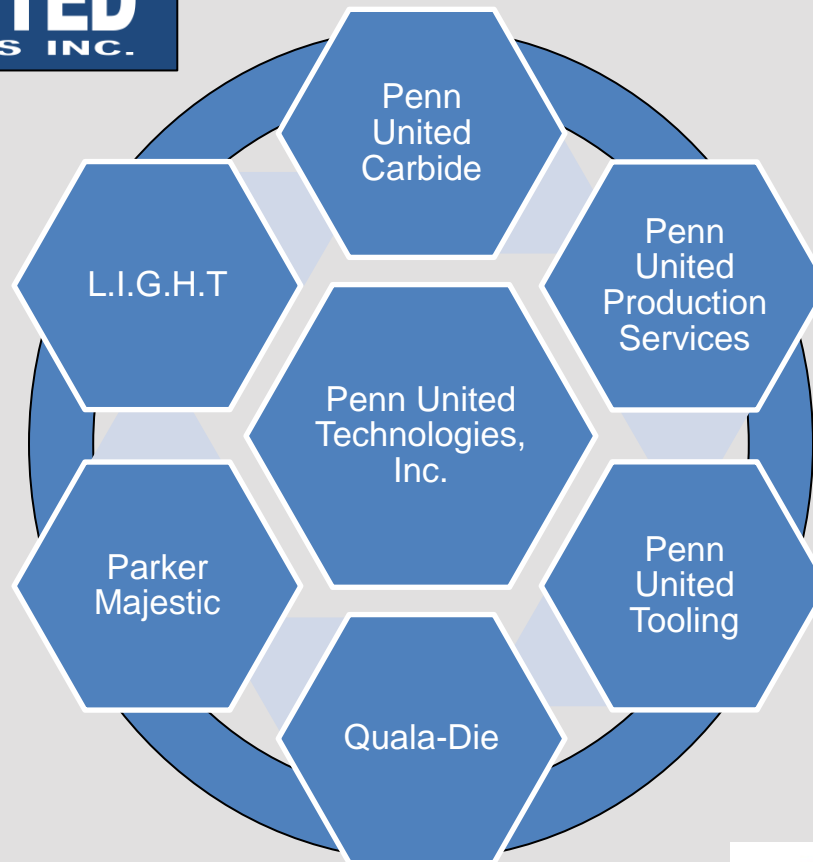 TED
S INC.
Penn
United
Carbide
Penn
United
Production
Services
L.I.G.H.T
Penn United
Technologies,
Inc.
Parker
Majestic
Penn
United
Tooling
Quala-Die